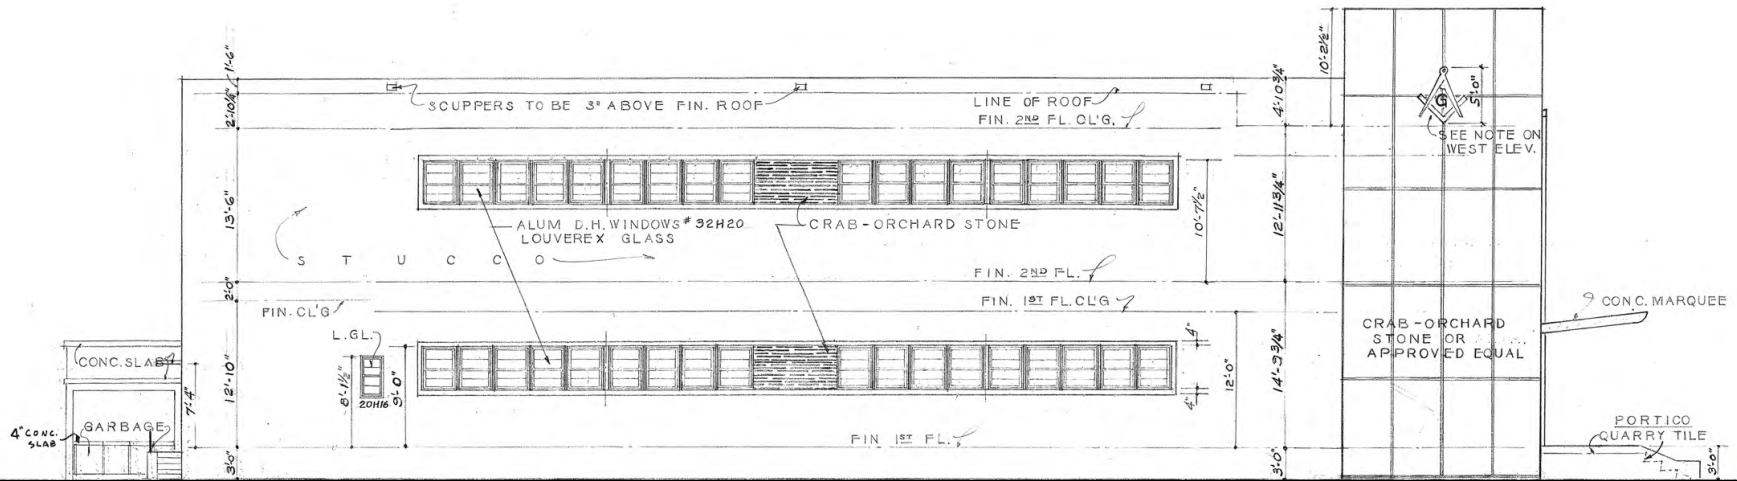 1'-6"
2'-10¼"
13'-6"
2'-0"
12'-10"
3'-0"
SCUPPERS TO BE 3" ABOVE FIN. ROOF
LINE OF ROOF
FIN. 2ND FL. CL'G.
ALUM D.H. WINDOWS #32H20
LOUVEREX GLASS
CRAB-ORCHARD STONE
STUCCO
FIN. 2ND FL.
FIN. CL'G
FIN. 1ST FL. CL'G
L.GL.
20H16
8'-1½"
9'-0"
FIN 1ST FL.
CONC. SLAB
7'-4"
GARBAGE
4" CONC.
SLAB
10'-7½"
4"
4"
12'-0"
4'-10¾"
12'-11¾"
14'-9¾"
3'-0"
10'-2½"
G
5'-0"
SEE NOTE ON
WEST ELEV.
CRAB-ORCHARD
STONE OR
APPROVED EQUAL
CONC. MARQUEE
PORTICO
QUARRY TILE
3'-0"